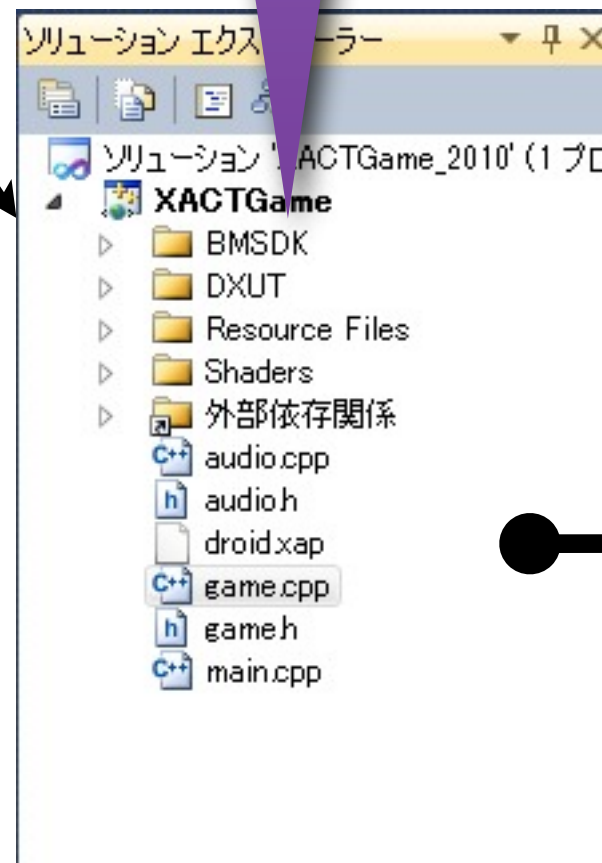 ソリューション エクス ーラー
ソリューション ' ACTGame_2010' (1 プロ
XACTGame
BMSDK
DXUT
Resource Files
Shaders
外部依存関係
audio.cpp
audio.h
droid.xap
game.cpp
game.h
main.cpp